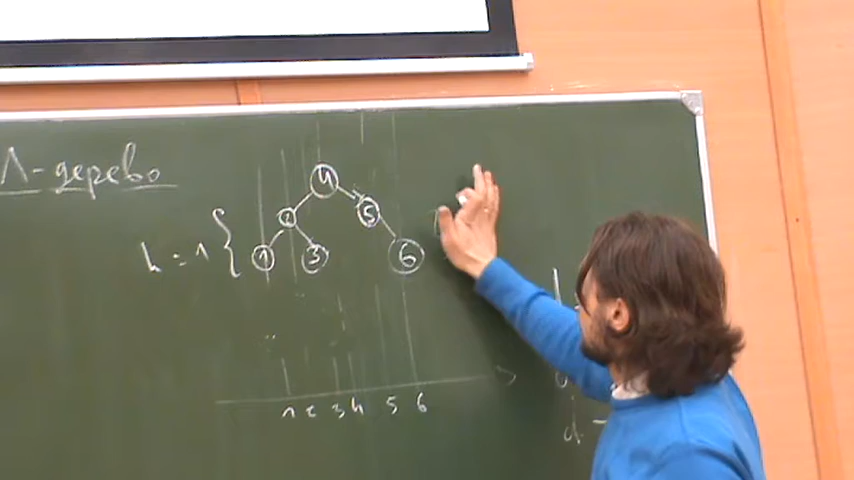 Λ-дерево
4
2 5
h = 1 { 1 3 6
1 2 3 4 5 6
d -